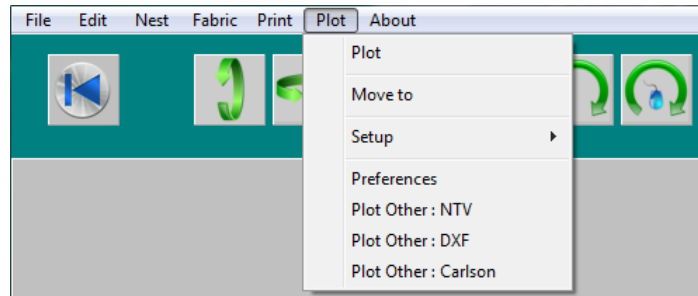 File Edit Nest Fabric Print Plot About
Plot
Move to
Setup
Preferences
Plot Other : NTV
Plot Other : DXF
Plot Other : Carlson